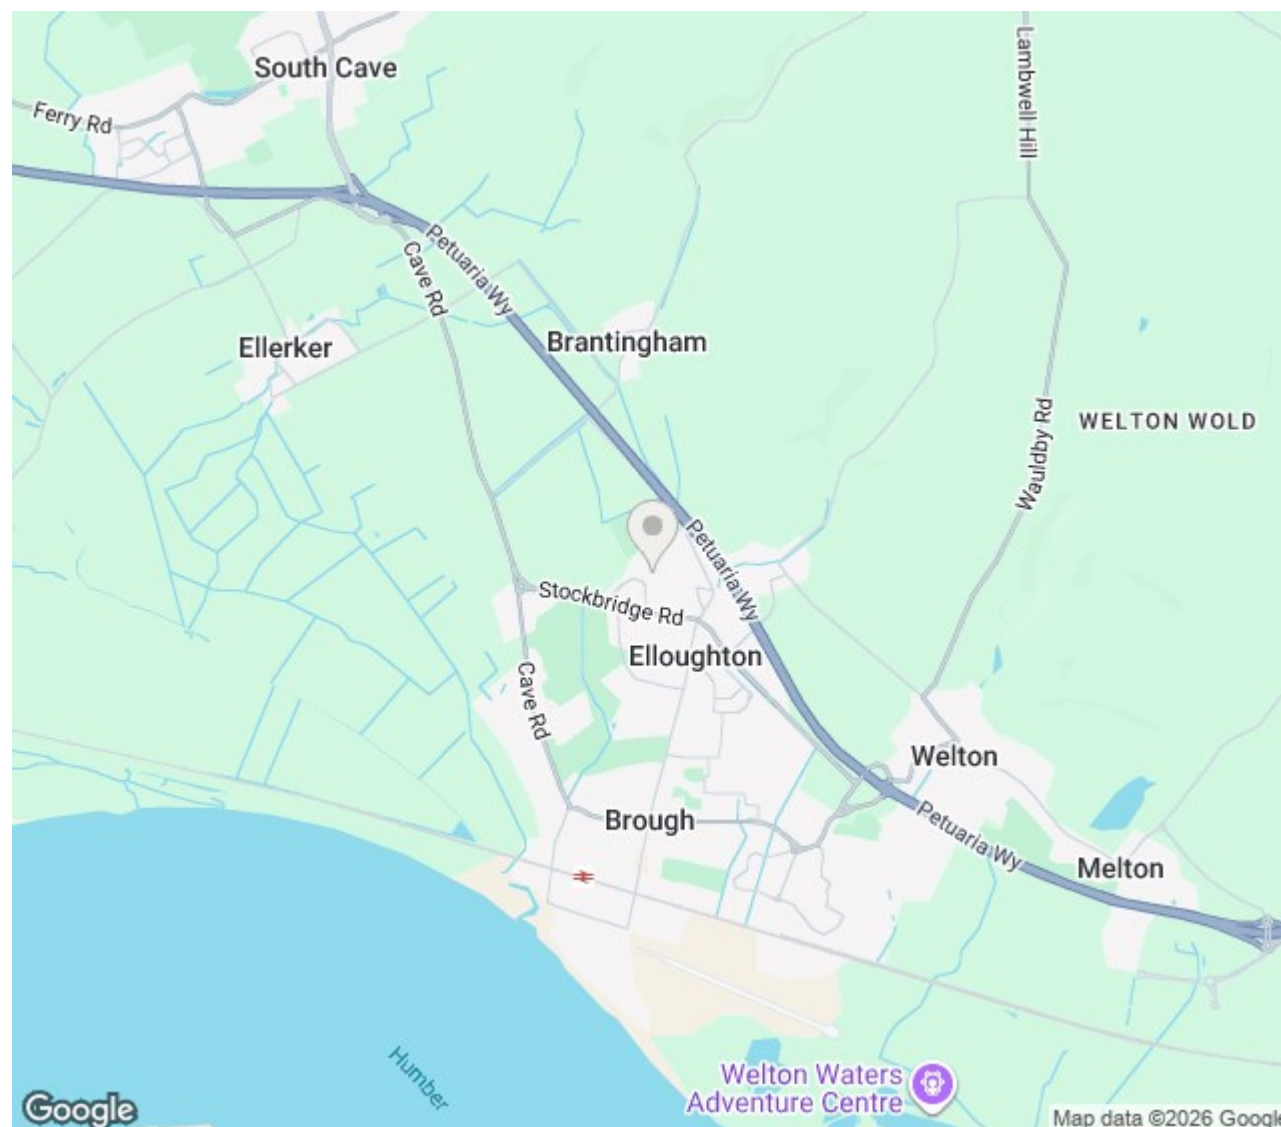 South Cave
Ferry Rd
Lambwell Hill
Petuaria Wy
Cave Rd
Ellerker
Brantingham
Wauldby Rd
WELTON WOLD
Petuaria Wy
Stockbridge Rd
Elloughton
Cave Rd
Welton
Brough
Petuaria Wy
Melton
Humber
Welton Waters
Adventure Centre
Google
Map data ©2026 Google